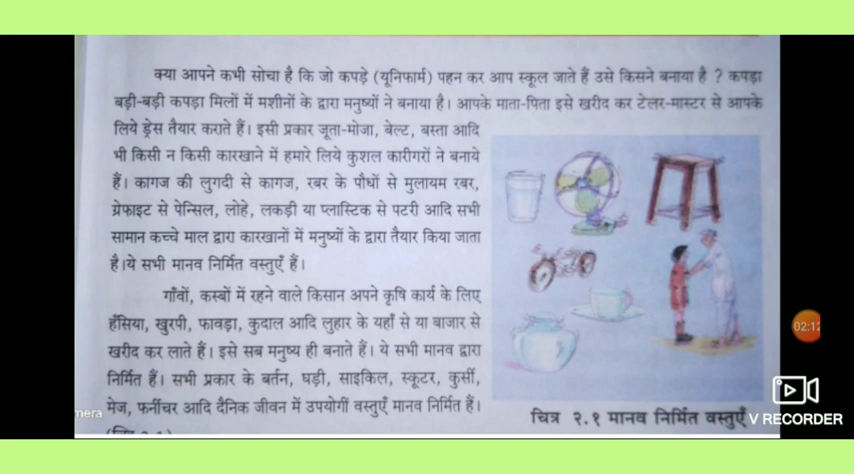 क्या आपने कभी सोचा है कि जो कपड़े (यूनिफार्म) पहन कर आप स्कूल जाते हैं उसे किसने बनाया है ? कपड़ा
बड़ी-बड़ी कपड़ा मिलों में मशीनों के द्वारा मनुष्यों ने बनाया है। आपके माता-पिता इसे खरीद कर टेलर-मास्टर से आपके
लिये ड्रेस तैयार कराते हैं। इसी प्रकार जूता-मोजा, बेल्ट, बस्ता आदि
भी किसी न किसी कारखाने में हमारे लिये कुशल कारीगरों ने बनाये
हैं। कागज की लुगदी से कागज, रबर के पौधों से मुलायम रबर,
ग्रेफाइट से पेन्सिल, लोहे, लकड़ी या प्लास्टिक से पटरी आदि सभी
सामान कच्चे माल द्वारा कारखानों में मनुष्यों के द्वारा तैयार किया जाता
है।ये सभी मानव निर्मित वस्तुएँ हैं।
गाँवों, कस्बों में रहने वाले किसान अपने कृषि कार्य के लिए
हँसिया, खुरपी, फावड़ा, कुदाल आदि लुहार के यहाँ से या बाजार से
खरीद कर लाते हैं। इसे सब मनुष्य ही बनाते हैं। ये सभी मानव द्वारा
निर्मित हैं। सभी प्रकार के बर्तन, घड़ी, साइकिल, स्कूटर, कुर्सी,
मेज, फर्नीचर आदि दैनिक जीवन में उपयोगीं वस्तुएँ मानव निर्मित हैं।
चित्र २.१ मानव निर्मित वस्तुएँ
mera
02:12
V RECORDER